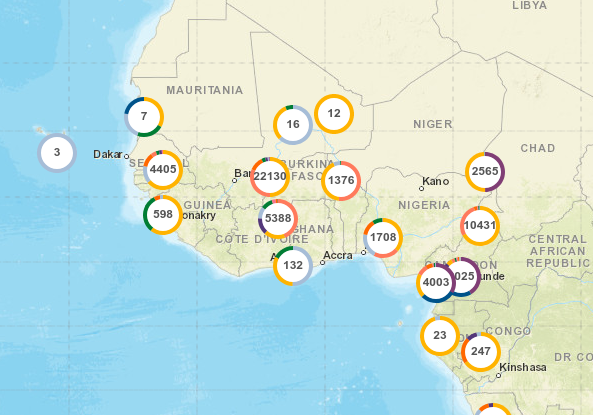 LIBYA
MAURITANIA
7
16
12
NIGER
3
Dakar
CHAD
4405
BURKINA
FASO
22130
1376
Kano
2565
598
GUINEA
onakry
5388
GHANA
NIGERIA
CÔTE D'IVOIRE
1708
10431
CENTRAL
AFRICAN
REPUBLIC
132
Accra
4003
025
unde
23
247
CONGO
Kinshasa
DR CO